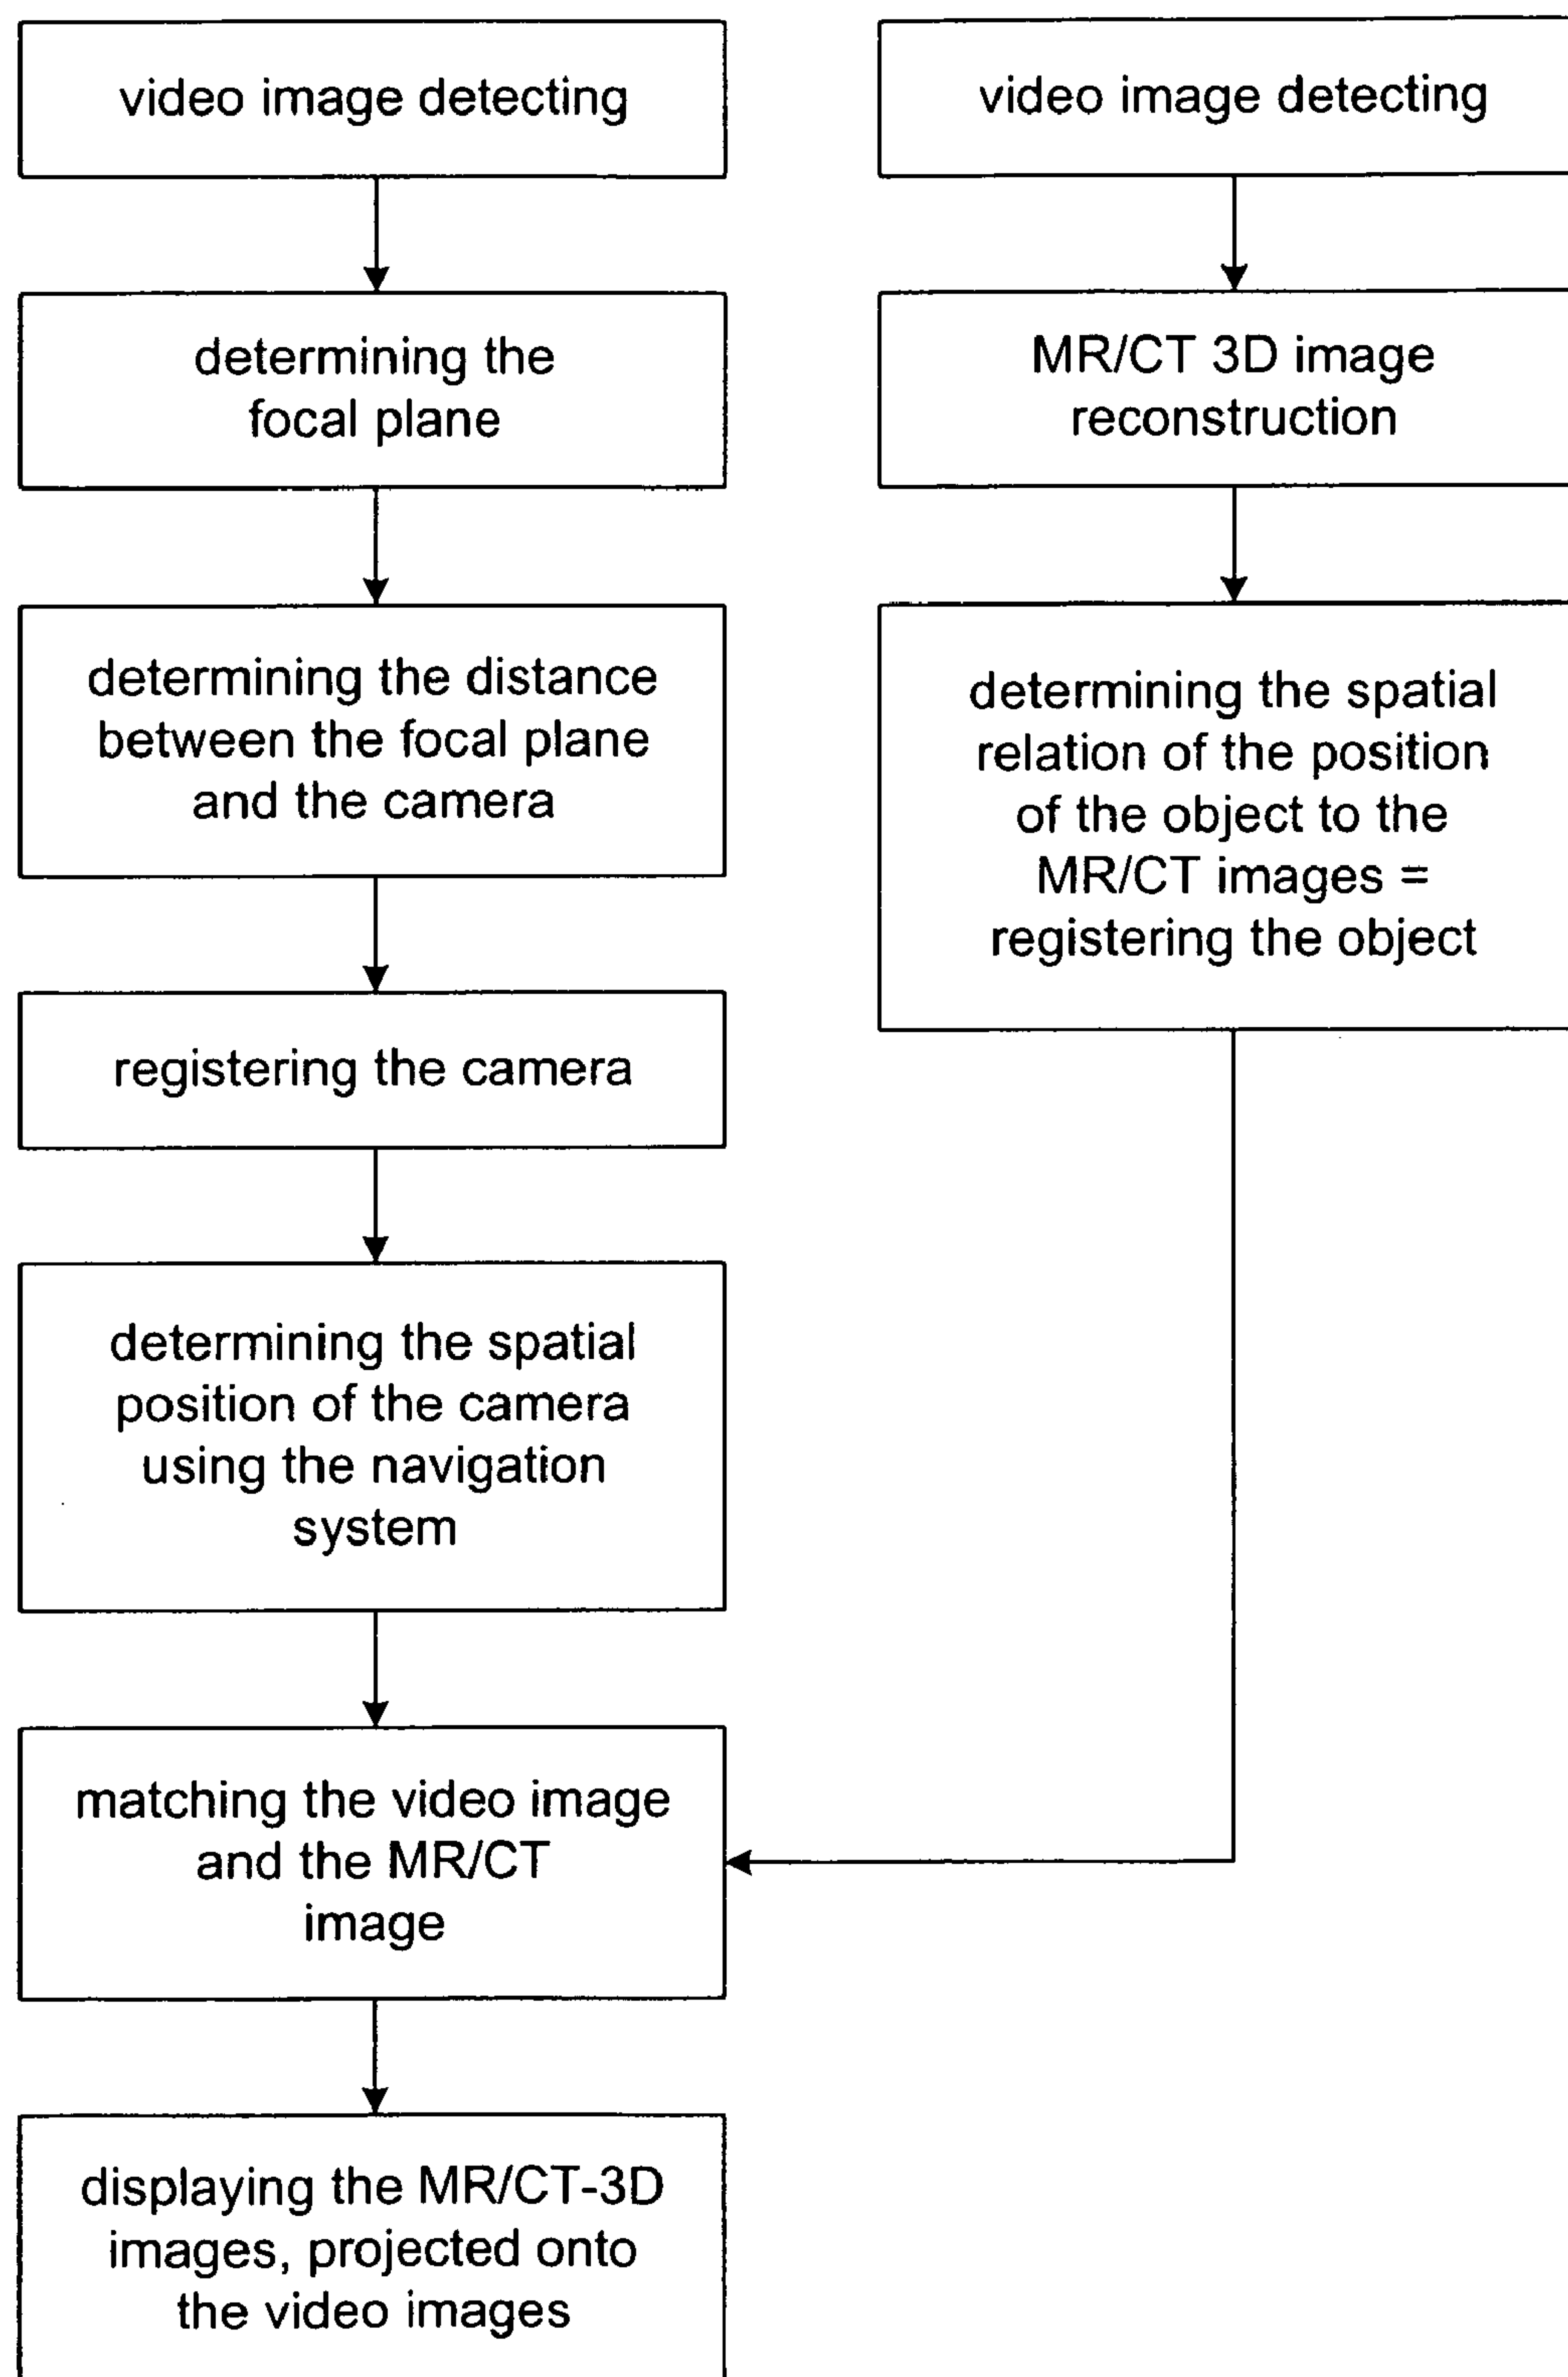 video image detecting
determining the
focal plane
determining the distance
between the focal plane
and the camera
registering the camera
determining the spatial
position of the camera
using the navigation
system
matching the video image
and the MR/CT
image
displaying the MR/CT-3D
images, projected onto
the video images
video image detecting
MR/CT 3D image
reconstruction
determining the spatial
relation of the position
of the object to the
MR/CT images =
registering the object